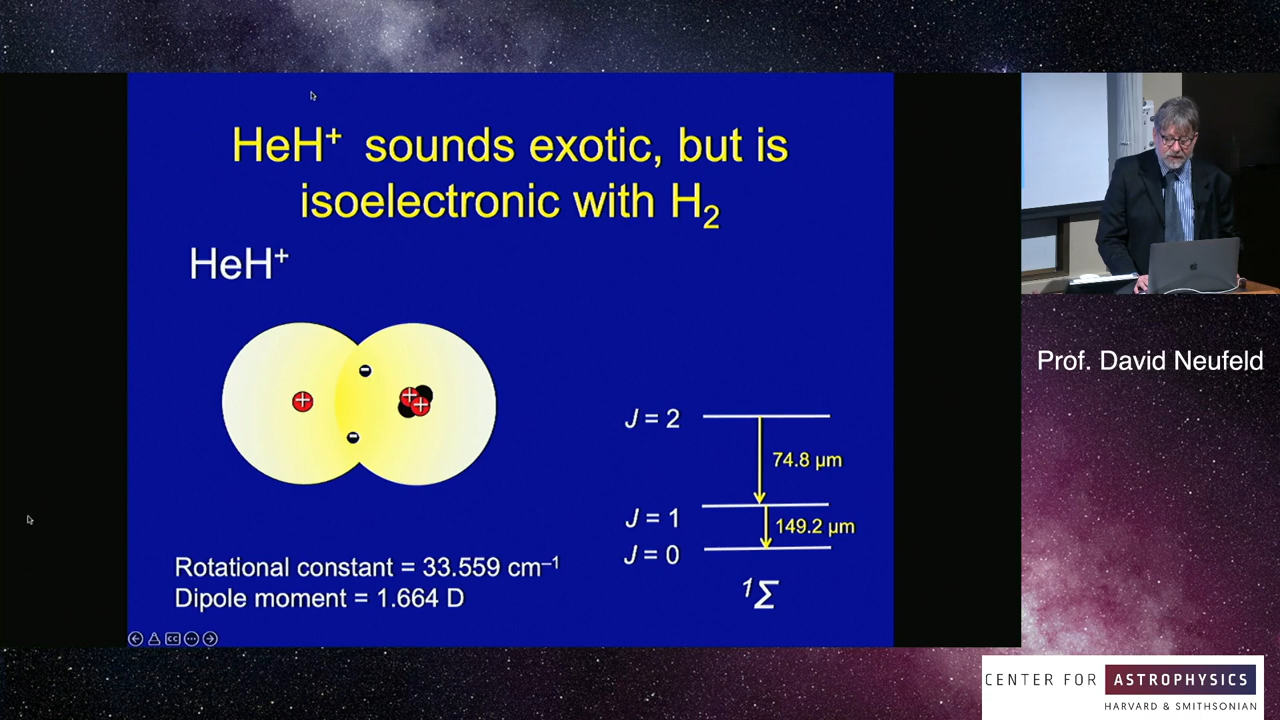 HeH⁺ sounds exotic, but is
isoelectronic with H₂
HeH⁺
+
-
-
+
+
J = 2
74.8 µm
J = 1
149.2 µm
J = 0
¹Σ
Rotational constant = 33.559 cm⁻¹
Dipole moment = 1.664 D
CC
Prof. David Neufeld
CENTER FOR ASTROPHYSICS
HARVARD & SMITHSONIAN